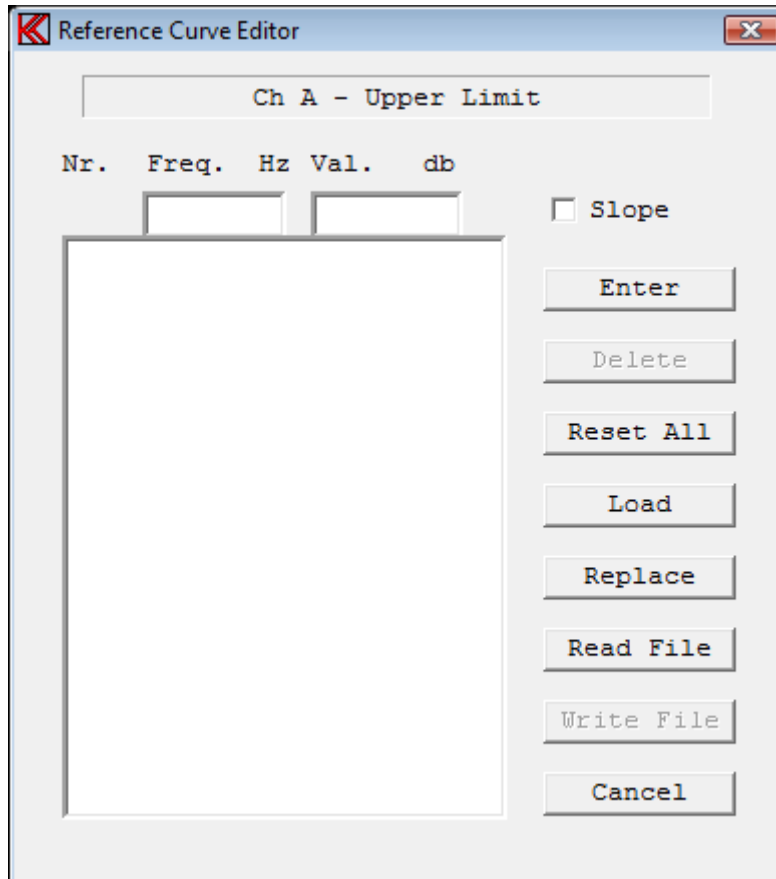 Reference Curve Editor
Ch A - Upper Limit
Nr. Freq. Hz Val. db
Slope
Enter
Delete
Reset All
Load
Replace
Read File
Write File
Cancel